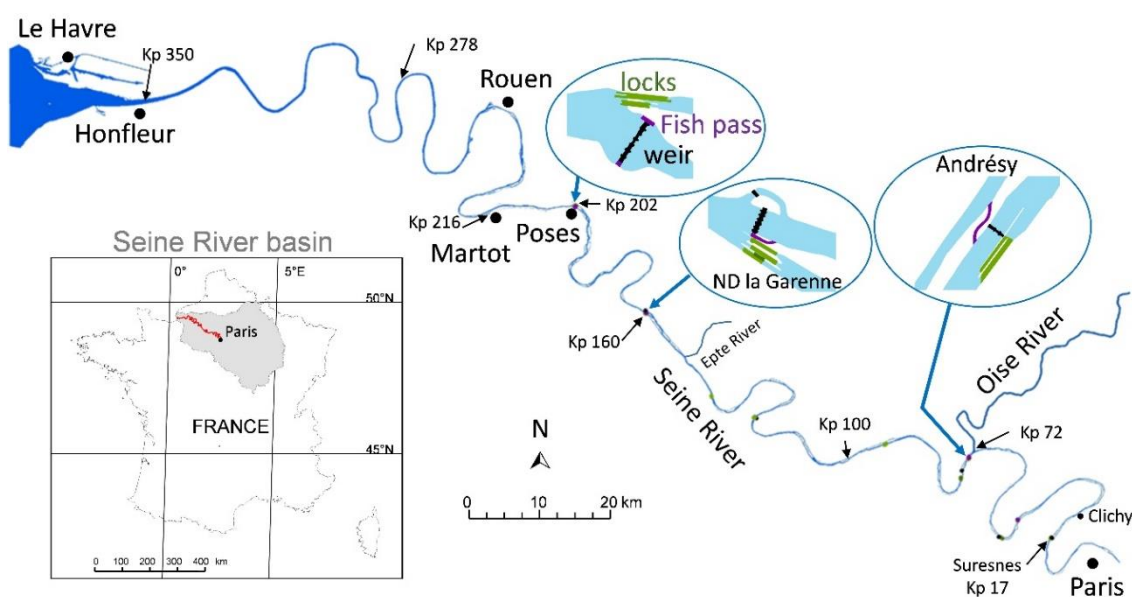 Le Havre
Kp 350
Honfleur
Kp 278
Rouen
locks
Fish pass
weir
Kp 216
Martot
Poses
Kp 202
Andrésy
ND la Garenne
Kp 160
Epte River
Seine River
Oise River
Kp 100
Kp 72
Clichy
Suresnes
Kp 17
Paris
Seine River basin
0°
5°E
50°N
Paris
FRANCE
45°N
0 100 200 300 400 km
N
0 10 20 km